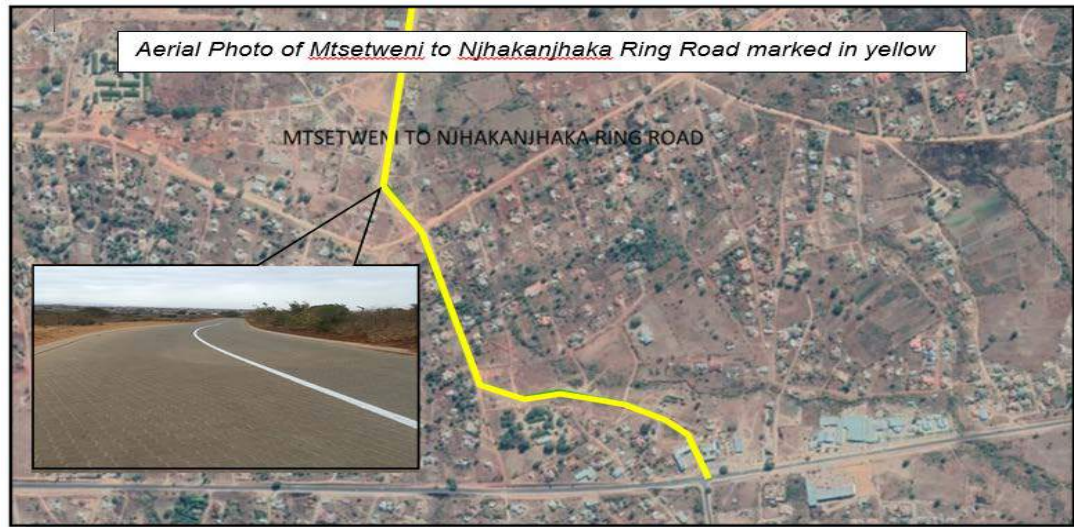 Aerial Photo of Mtsetweni to Njhakanjhaka Ring Road marked in yellow
MTSETWENI TO NJHAKANJHAKA RING ROAD